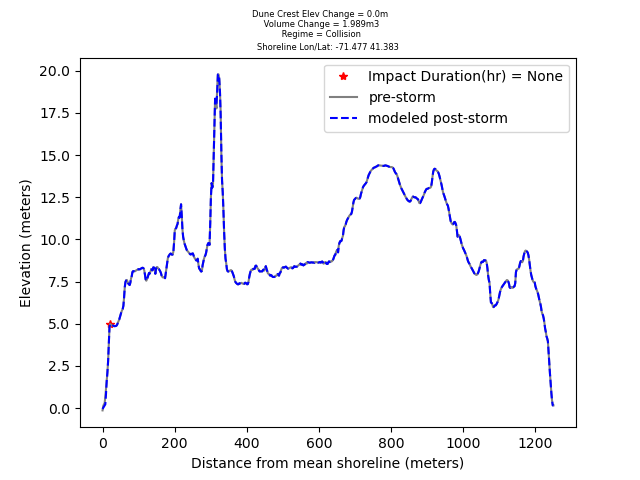 Dune Crest Elev Change = 0.0m
Volume Change = 1.989m3
Regime = Collision
Shoreline Lon/Lat: -71.477 41.383
Impact Duration(hr) = None
pre-storm
modeled post-storm
Elevation (meters)
20.0
17.5
15.0
12.5
10.0
7.5
5.0
2.5
0.0
0 200 400 600 800 1000 1200
Distance from mean shoreline (meters)